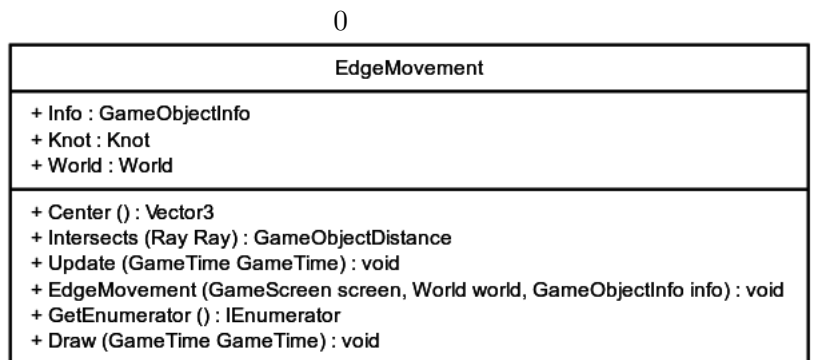 0
EdgeMovement
+ Info : GameObjectInfo
+ Knot : Knot
+ World : World
+ Center () : Vector3
+ Intersects (Ray Ray) : GameObjectDistance
+ Update (GameTime GameTime) : void
+ EdgeMovement (GameScreen screen, World world, GameObjectInfo info) : void
+ GetEnumerator () : IEnumerator
+ Draw (GameTime GameTime) : void